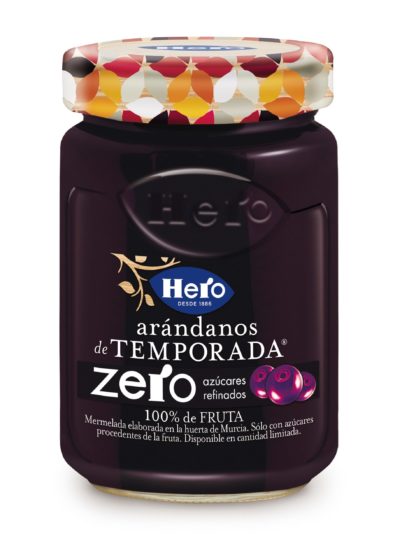 Hero
Hero
Hero
DESDE 1886
arándanos
de TEMPORADA®
zero azúcares
refinados
100% de FRUTA
Mermelada elaborada en la huerta de Murcia. Sólo con azúcares
procedentes de la fruta. Disponible en cantidad limitada.